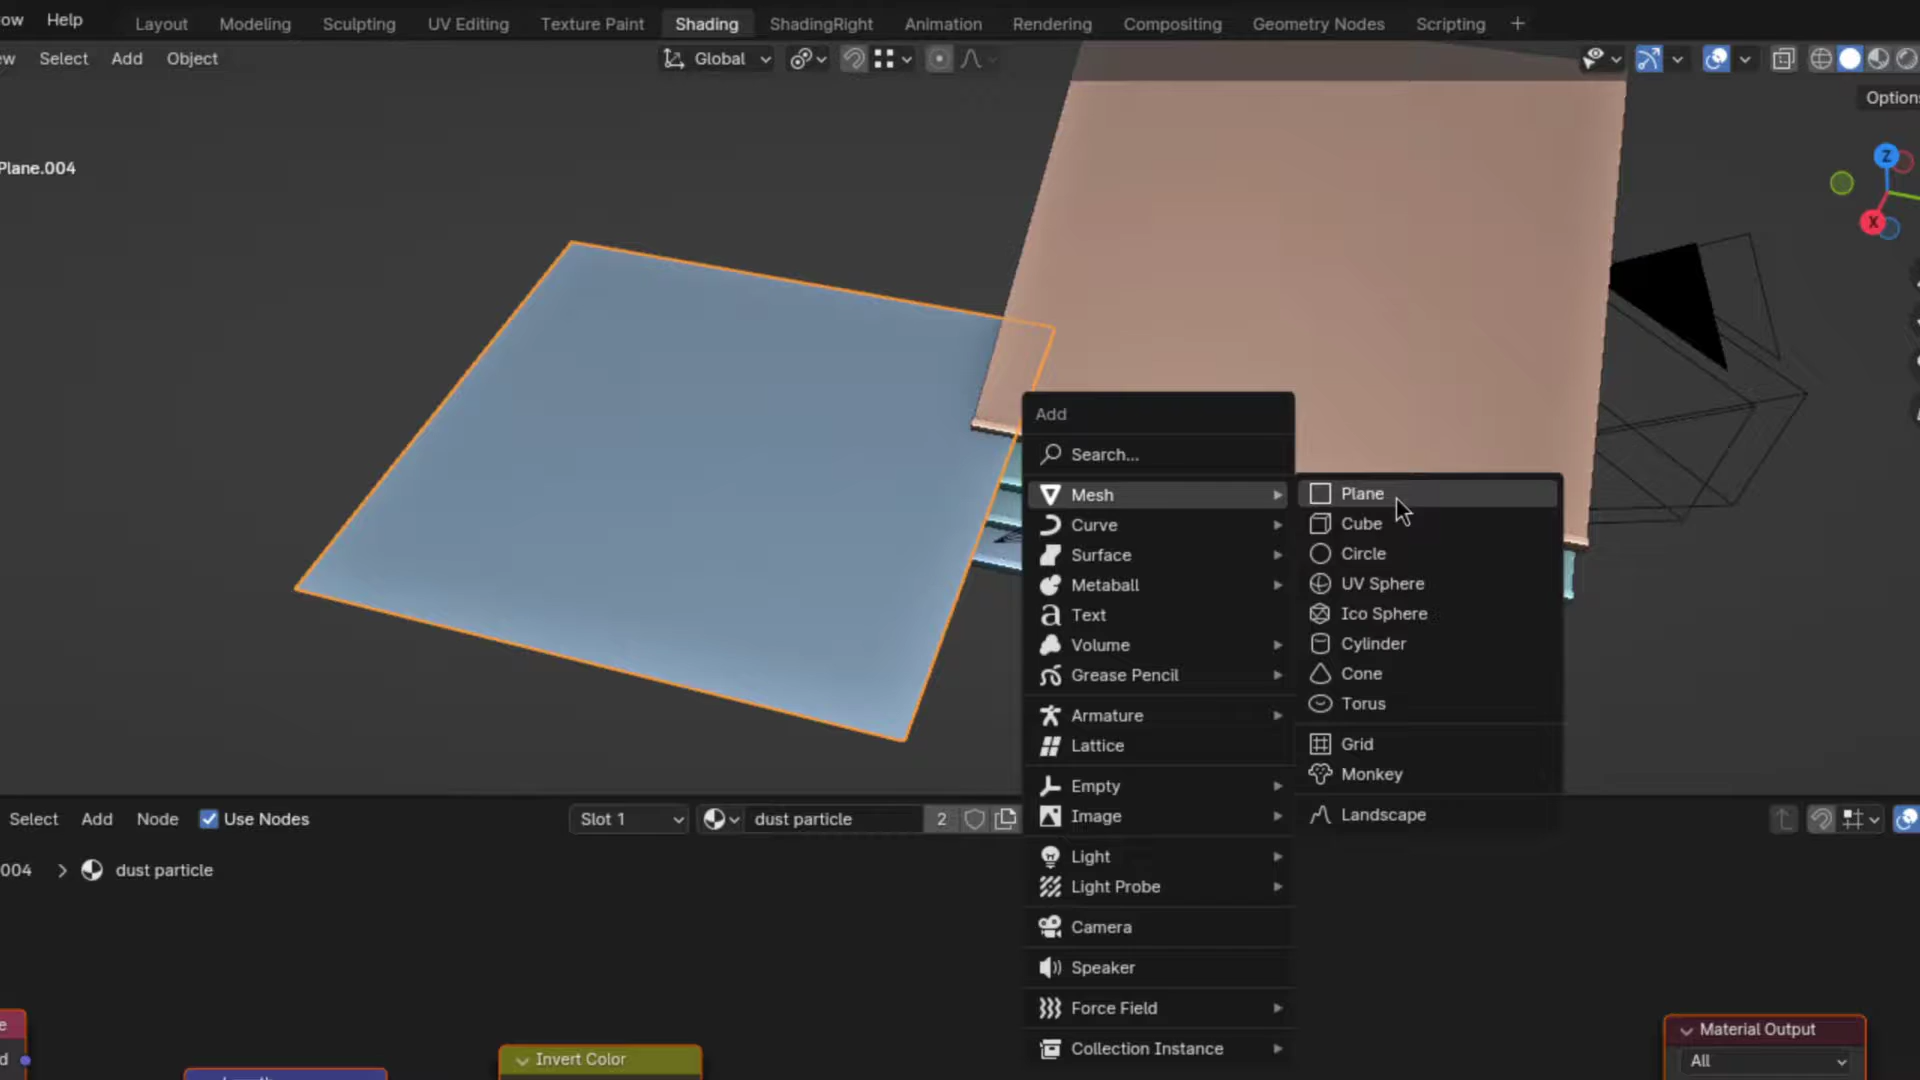 ow Help Layout Modeling Sculpting UV Editing Texture Paint Shading ShadingRight Animation Rendering Compositing Geometry Nodes Scripting +
ew Select Add Object Global
Options
Plane.004
Z
X
Add
Search...
Mesh
Curve
Surface
Metaball
Text
Volume
Grease Pencil
Armature
Lattice
Empty
Image
Light
Light Probe
Camera
Speaker
Force Field
Collection Instance
Plane
Cube
Circle
UV Sphere
Ico Sphere
Cylinder
Cone
Torus
Grid
Monkey
Landscape
Select Add Node Use Nodes Slot 1 dust particle 2
004 > dust particle
e
d
Invert Color
Material Output
All